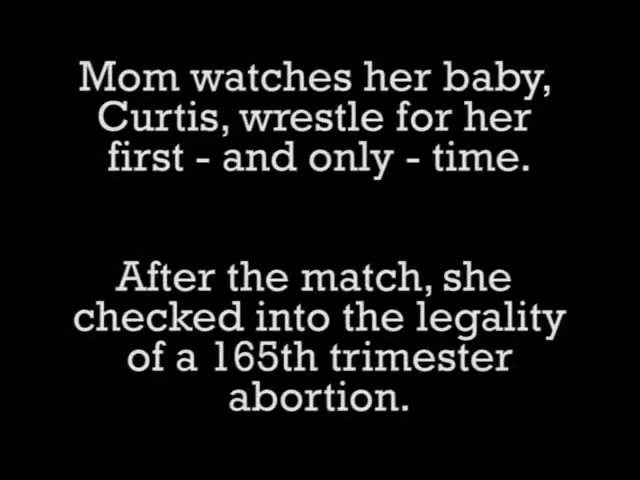 Mom watches her baby,
Curtis, wrestle for her
first - and only - time.
After the match, she
checked into the legality
of a 165th trimester
abortion.